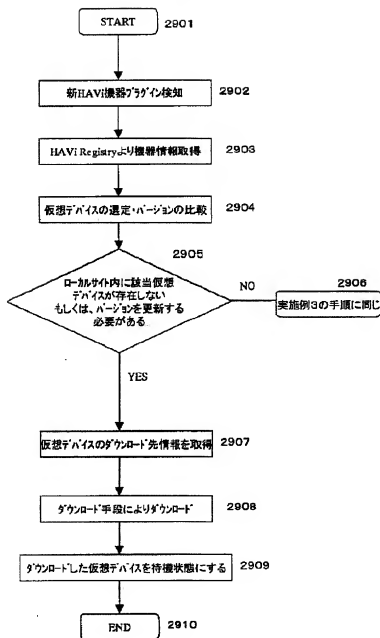 START
2901
新HAVi機器プラグイン検知
2902
HAVi Registryより機器情報取得
2903
仮想デバイスの選定・バージョンの比較
2904
2905
ローカルサイト内に該当仮想
デバイスが存在しない
もしくは、バージョンを更新する
必要がある
NO
2906
実施例3の手順に同じ
YES
仮想デバイスのダウンロード先情報を取得
2907
ダウンロード手段によりダウンロード
2908
ダウンロードした仮想デバイスを待機状態にする
2909
END
2910